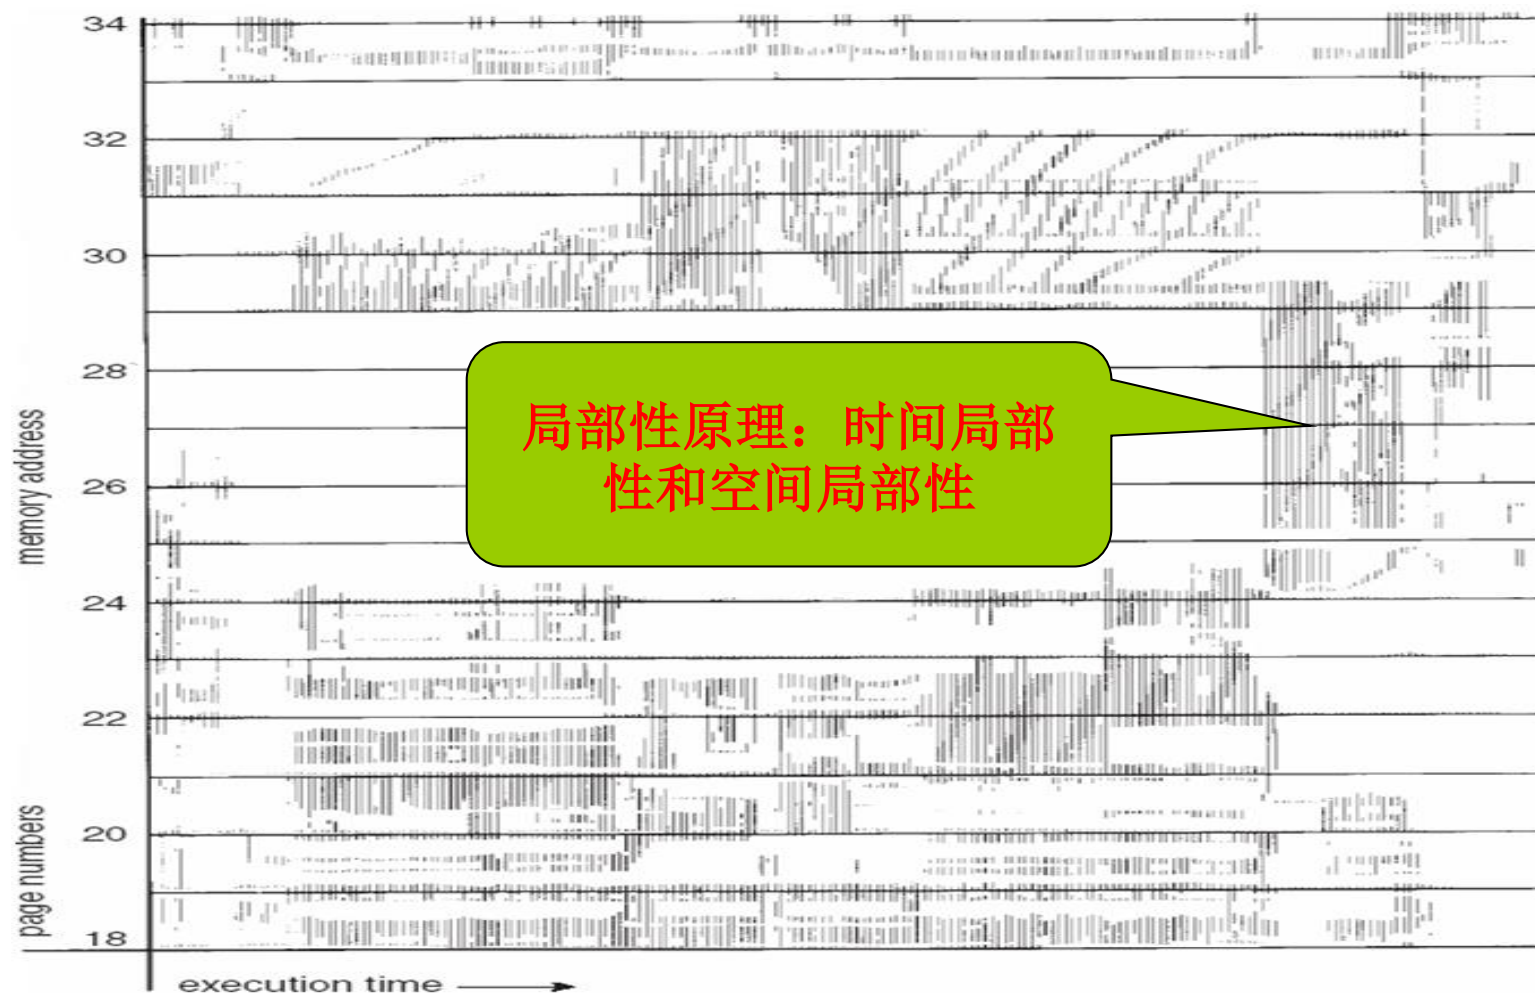 34
32
30
28
26
24
22
20
18
memory address
page numbers
execution time
局部性原理：时间局部
性和空间局部性